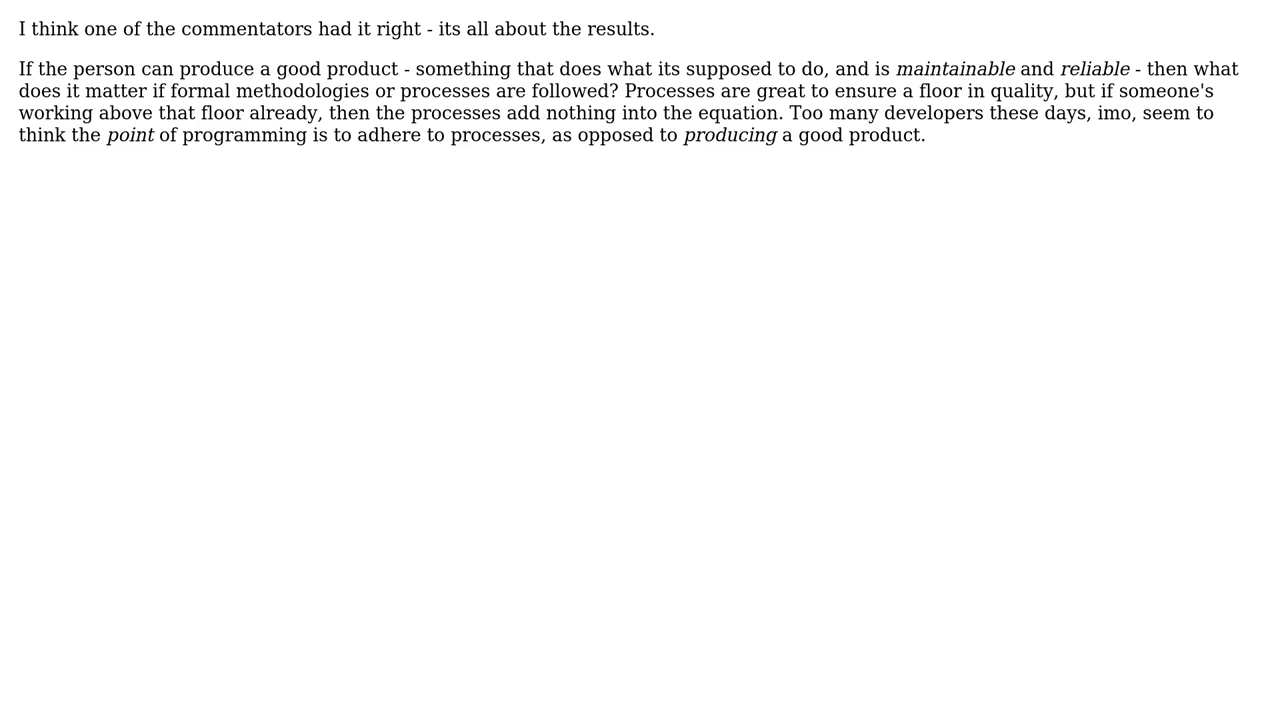 I think one of the commentators had it right - its all about the results.
If the person can produce a good product - something that does what its supposed to do, and is maintainable and reliable - then what
does it matter if formal methodologies or processes are followed? Processes are great to ensure a floor in quality, but if someone's
working above that floor already, then the processes add nothing into the equation. Too many developers these days, imo, seem to
think the point of programming is to adhere to processes, as opposed to producing a good product.